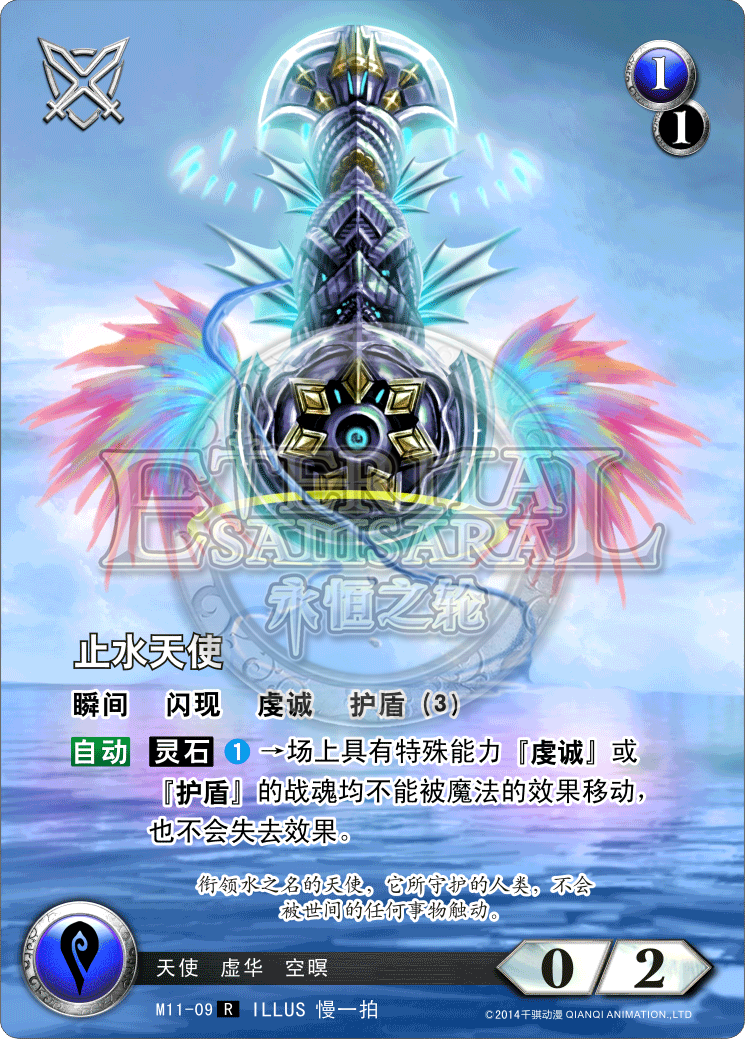 1
1
ETERNAL
SAMSARA
永恒之轮
止水天使
瞬间 闪现 虔诚 护盾(3)
自动 灵石 1 →场上具有特殊能力『虔诚』或
『护盾』的战魂均不能被魔法的效果移动，
也不会失去效果。
衔领水之名的天使，它所守护的人类，不会
被世间的任何事物触动。
天使 虚华 空暝
0/2
M11-09 R ILLUS 慢一拍
©2014千骐动漫 QIANQI ANIMATION.,LTD